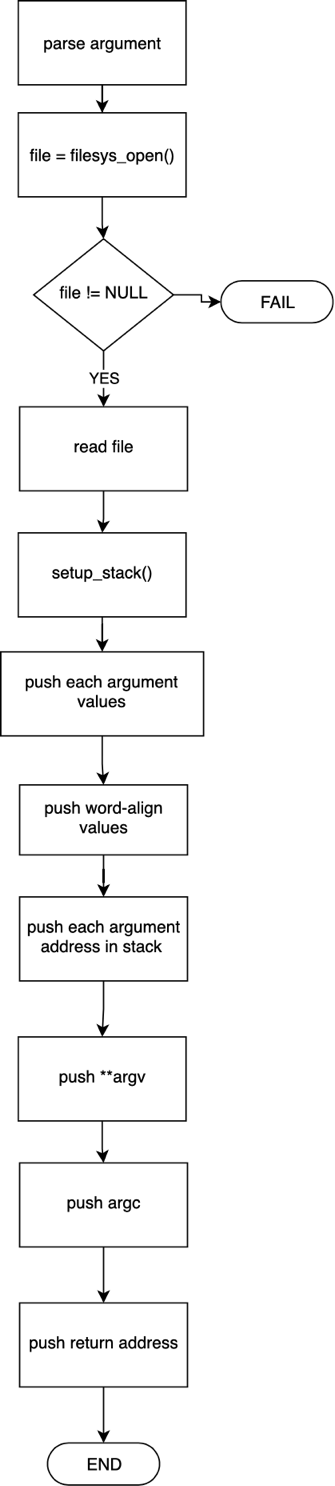 parse argument
file = filesys_open()
file != NULL
FAIL
YES
read file
setup_stack()
push each argument
values
push word-align
values
push each argument
address in stack
push **argv
push argc
push return address
END